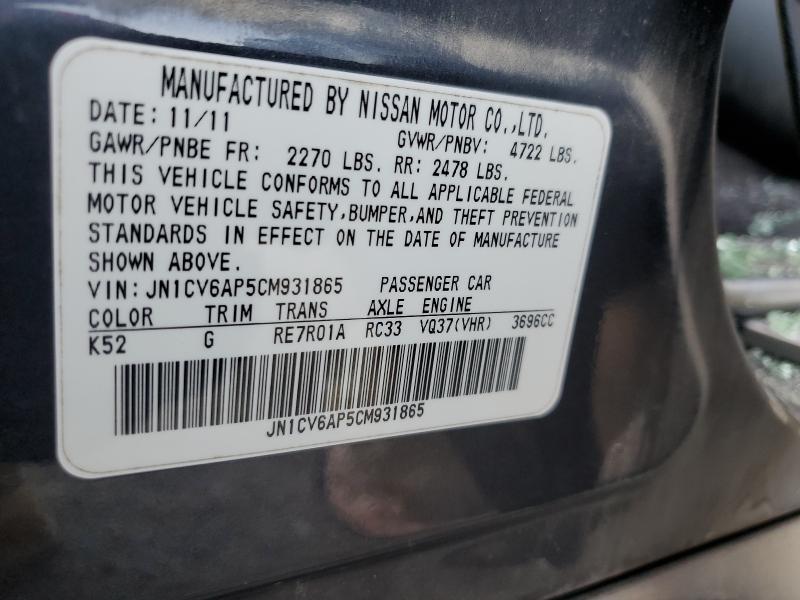 MANUFACTURED BY NISSAN MOTOR CO.,LTD.
DATE: 11/11 GVWR/PNBV: 4722 LBS.
GAWR/PNBE FR: 2270 LBS. RR: 2478 LBS.
THIS VEHICLE CONFORMS TO ALL APPLICABLE FEDERAL
MOTOR VEHICLE SAFETY,BUMPER,AND THEFT PREVENTION
STANDARDS IN EFFECT ON THE DATE OF MANUFACTURE
SHOWN ABOVE.
VIN: JN1CV6AP5CM931865 PASSENGER CAR
COLOR TRIM TRANS AXLE ENGINE
K52 G RE7R01A RC33 VQ37(VHR) 3696CC
JN1CV6AP5CM931865